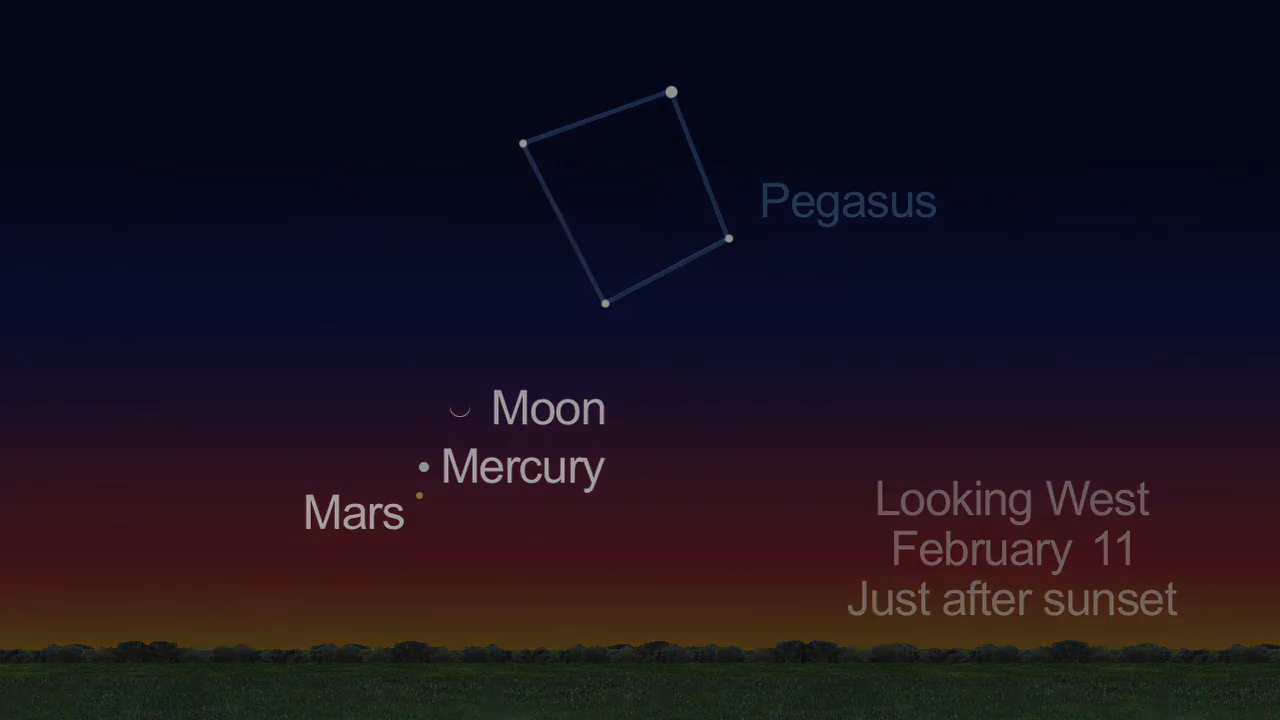 Pegasus
Moon
Mercury
Mars
Looking West
February 11
Just after sunset